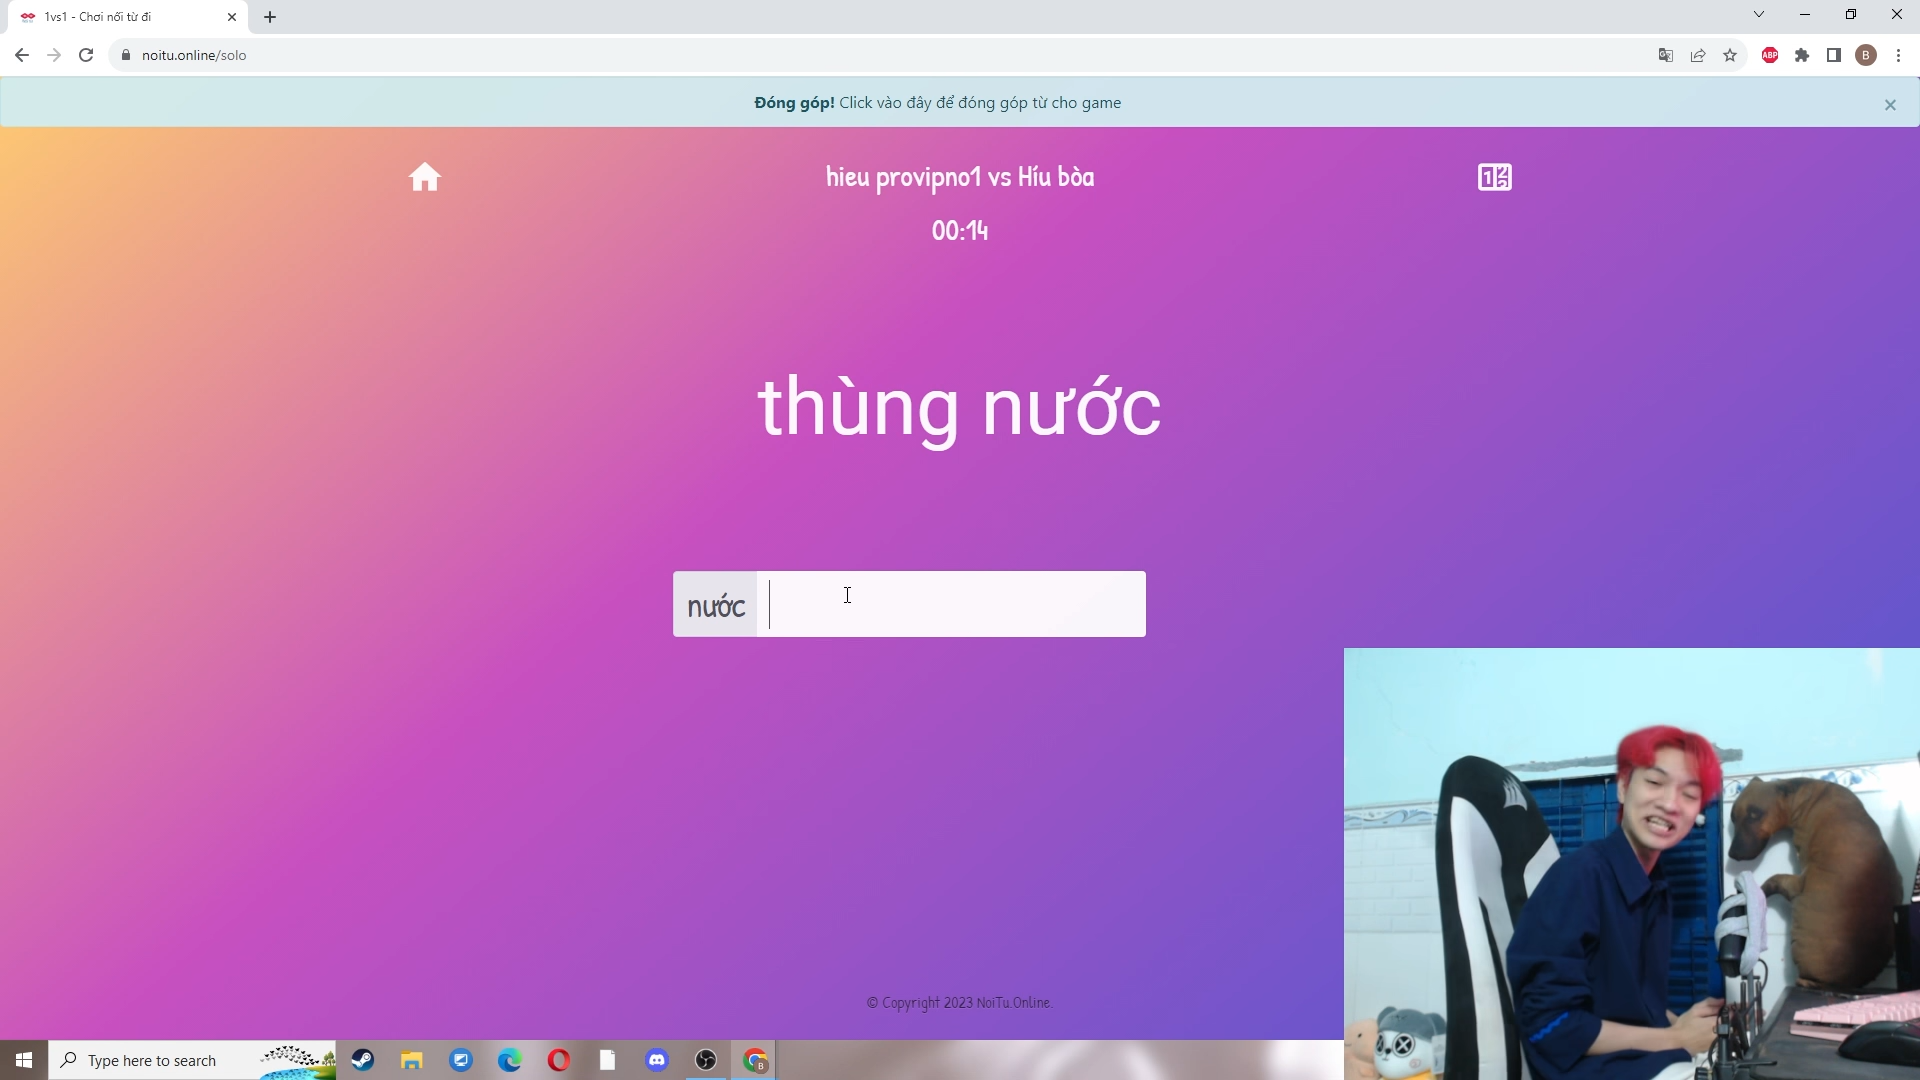 1vs1 - Chơi nối từ đi
noitu.online/solo
ABP
B
Đóng góp! Click vào đây để đóng góp từ cho game
hieu provipno1 vs Híu bòa
00:14
thùng nước
nước
© Copyright 2023 NoiTu.Online.
Type here to search
B